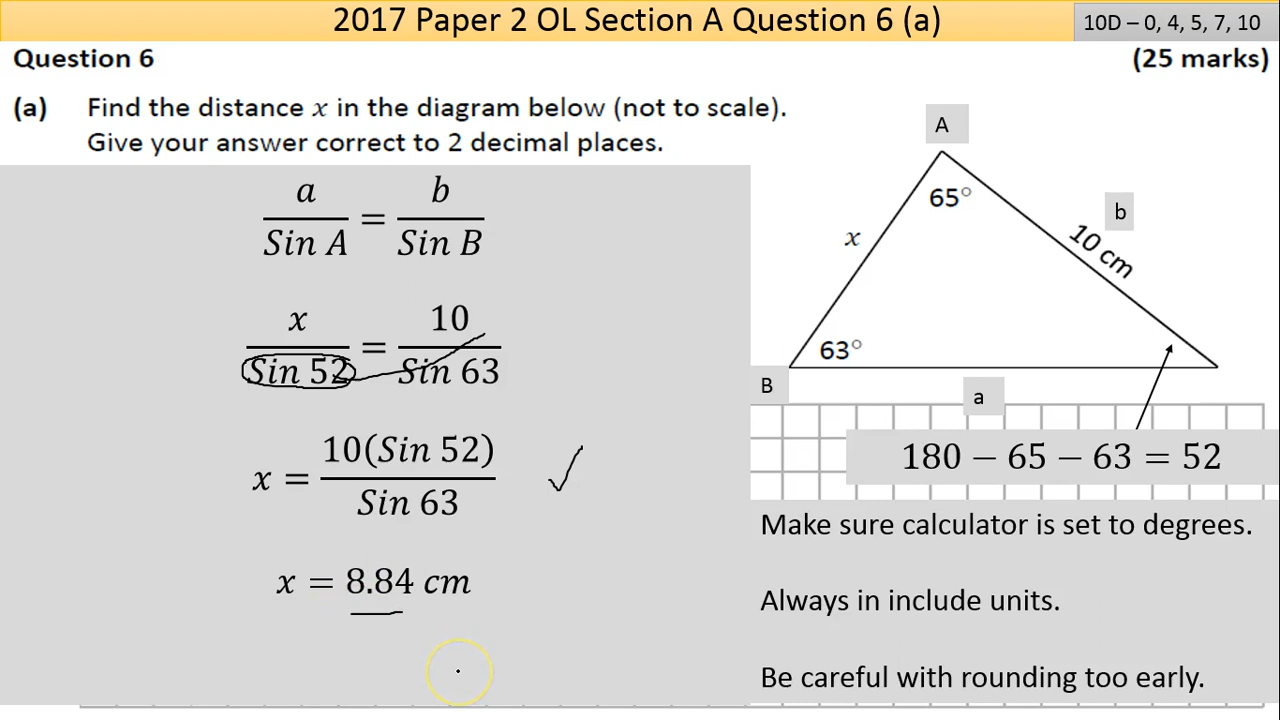 2017 Paper 2 OL Section A Question 6 (a)
10D – 0, 4, 5, 7, 10
Question 6
(25 marks)
(a) Find the distance x in the diagram below (not to scale).
Give your answer correct to 2 decimal places.
a/Sin A = b/Sin B
x/Sin 52 = 10/Sin 63
x = 10(Sin 52)/Sin 63
x = 8.84 cm
A
65°
b
x
10 cm
63°
B
a
180 − 65 − 63 = 52
Make sure calculator is set to degrees.
Always in include units.
Be careful with rounding too early.